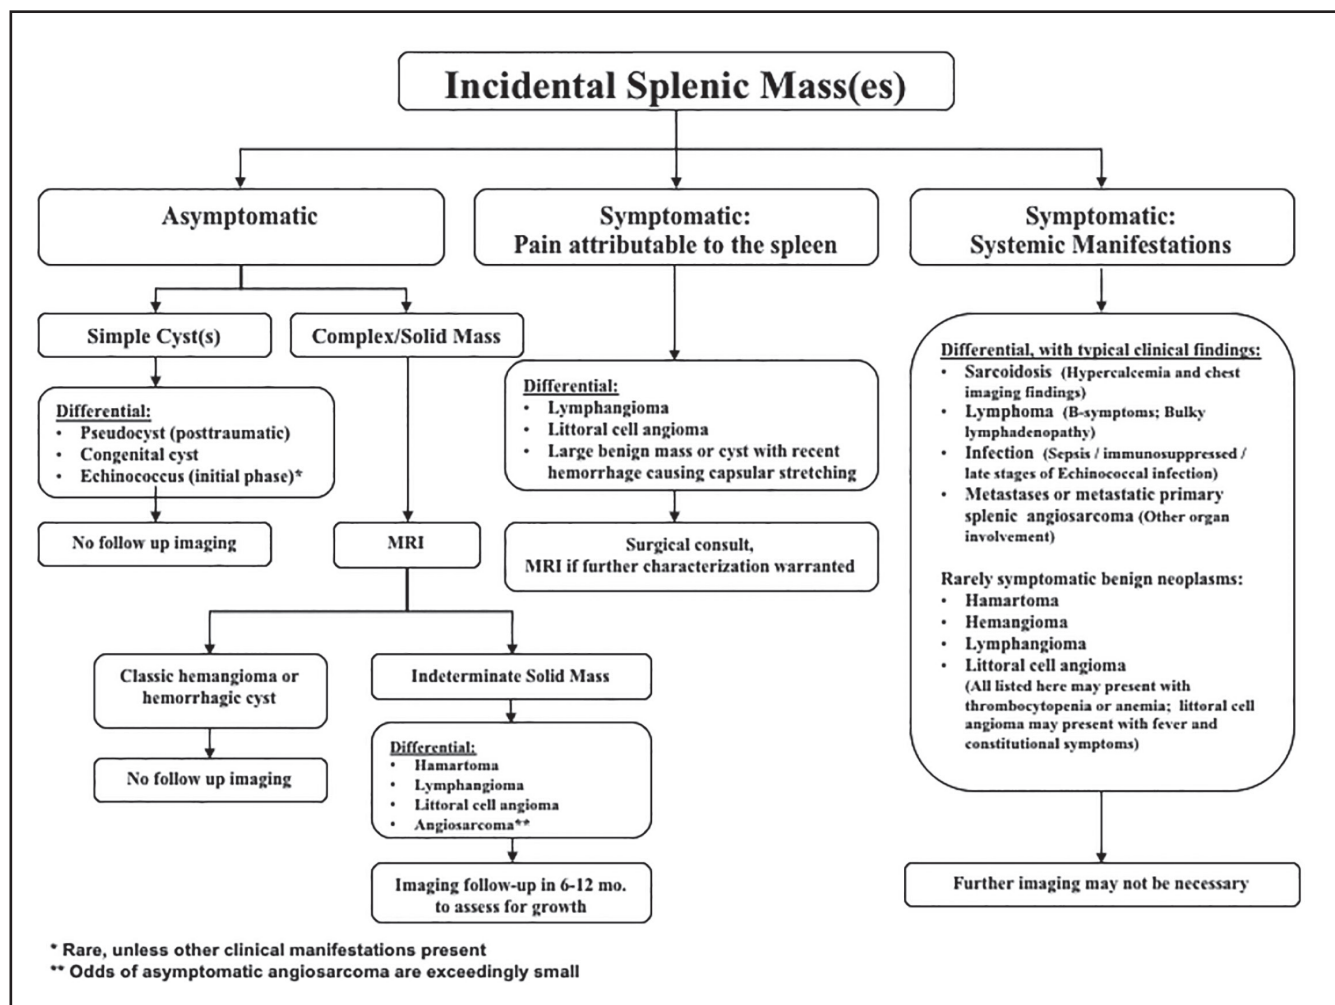 Incidental Splenic Mass(es)
Asymptomatic
Symptomatic:
Pain attributable to the spleen
Symptomatic:
Systemic Manifestations
Simple Cyst(s)
Complex/Solid Mass
Differential:
• Pseudocyst (posttraumatic)
• Congenital cyst
• Echinococcus (initial phase)*
No follow up imaging
MRI
Classic hemangioma or
hemorrhagic cyst
No follow up imaging
Indeterminate Solid Mass
Differential:
• Hamartoma
• Lymphangioma
• Littoral cell angioma
• Angiosarcoma**
Imaging follow-up in 6-12 mo.
to assess for growth
Differential:
• Lymphangioma
• Littoral cell angioma
• Large benign mass or cyst with recent
hemorrhage causing capsular stretching
Surgical consult,
MRI if further characterization warranted
Differential, with typical clinical findings:
• Sarcoidosis (Hypercalcemia and chest
imaging findings)
• Lymphoma (B-symptoms; Bulky
lymphadenopathy)
• Infection (Sepsis / immunosuppressed /
late stages of Echinococcal infection)
• Metastases or metastatic primary
splenic angiosarcoma (Other organ
involvement)
Rarely symptomatic benign neoplasms:
• Hamartoma
• Hemangioma
• Lymphangioma
• Littoral cell angioma
(All listed here may present with
thrombocytopenia or anemia; littoral cell
angioma may present with fever and
constitutional symptoms)
Further imaging may not be necessary
* Rare, unless other clinical manifestations present
** Odds of asymptomatic angiosarcoma are exceedingly small